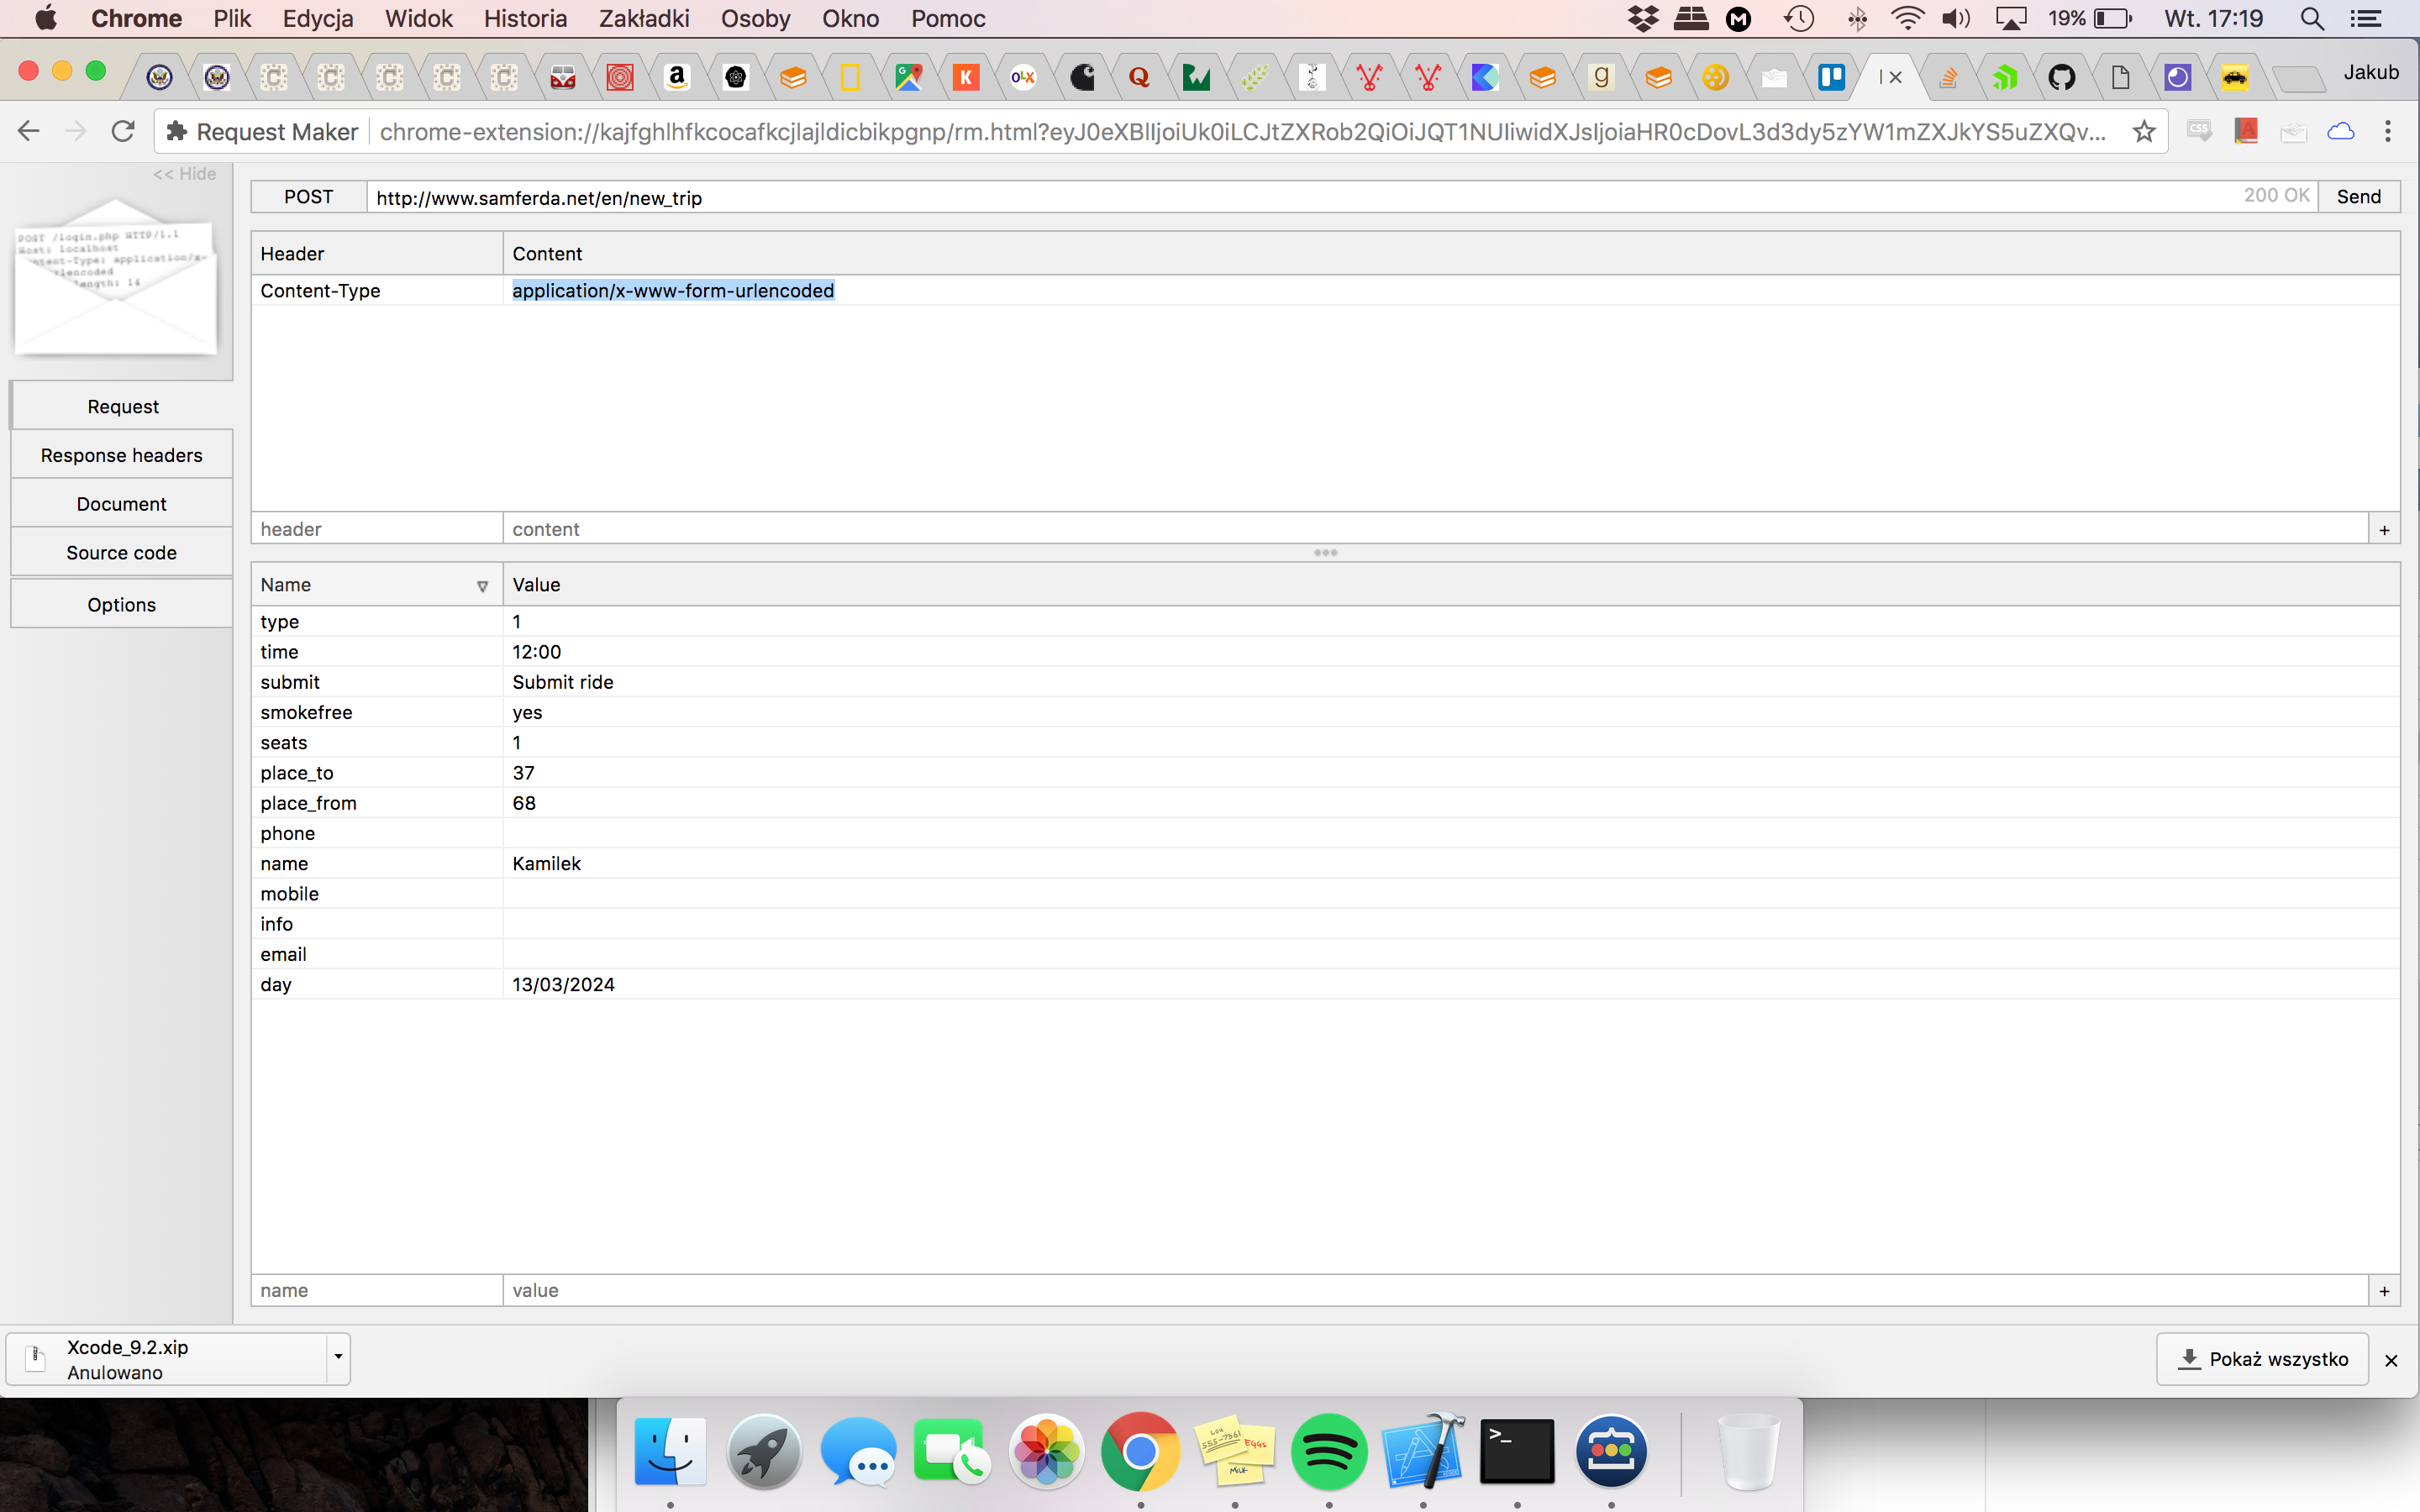 Chrome Plik Edycja Widok Historia Zakładki Osoby Okno Pomoc 19% Wt. 17:19
Jakub
Request Maker chrome-extension://kajfghlhfkcocafkcjlajldicbikpgnp/rm.html?eyJ0eXBlIjoiUk0iLCJtZXRob2QiOiJQT1NUIiwidXJsIjoiaHR0cDovL3d3dy5zYW1mZXJkYS5uZXQv...
<< Hide
POST /login.php HTTP/1.1
Host: localhost
Content-Type: application/x-
rlencoded
length: 14
Request
Response headers
Document
Source code
Options
POST http://www.samferda.net/en/new_trip 200 OK Send
Header Content
Content-Type application/x-www-form-urlencoded
header content +
Name Value
type 1
time 12:00
submit Submit ride
smokefree yes
seats 1
place_to 37
place_from 68
phone
name Kamilek
mobile
info
email
day 13/03/2024
name value +
Xcode_9.2.xip
Anulowano
Pokaż wszystko